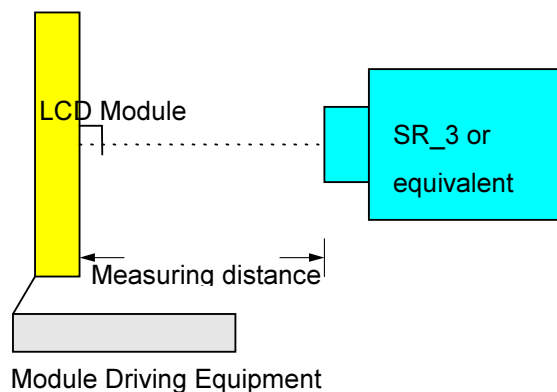 LCD Module
SR_3 or
equivalent
Measuring distance
Module Driving Equipment